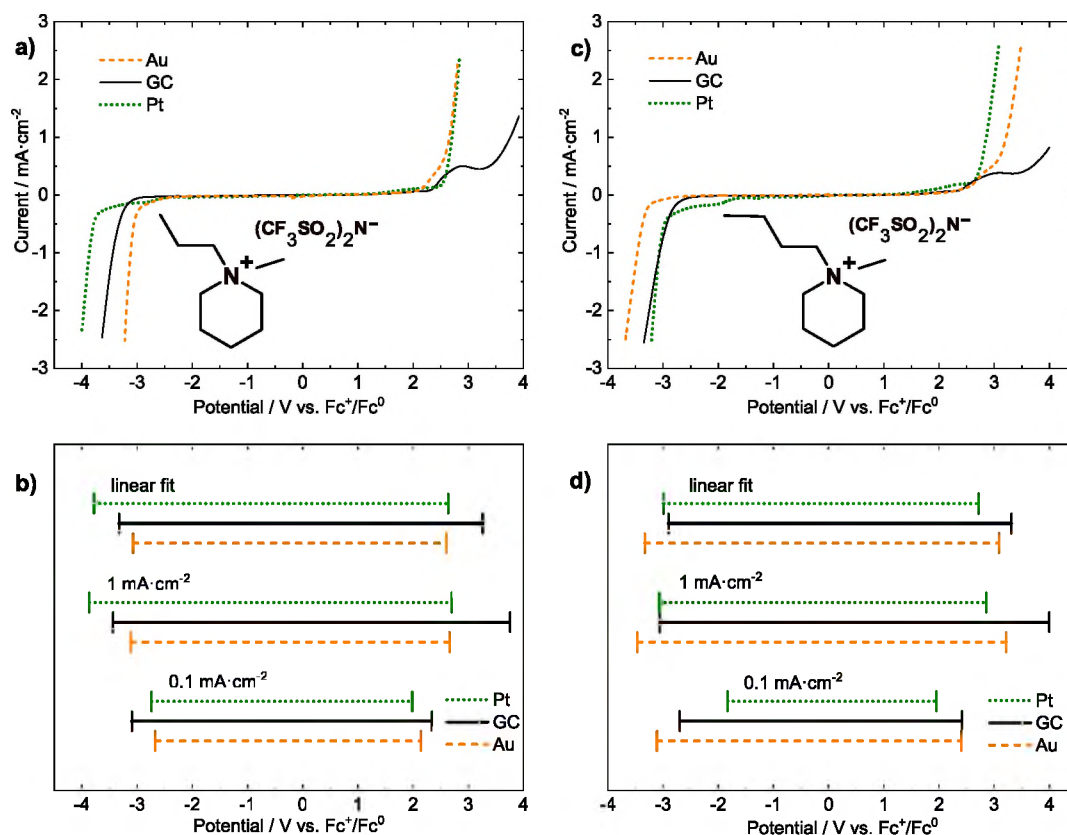 a)
Au
GC
Pt
Current / mA·cm⁻²
3
2
1
0
-1
-2
-3
(CF₃SO₂)₂N⁻
N
+
-4 -3 -2 -1 0 1 2 3 4
Potential / V vs. Fc⁺/Fc⁰
c)
Au
GC
Pt
Current / mA·cm⁻²
3
2
1
0
-1
-2
-3
(CF₃SO₂)₂N⁻
N
+
-4 -3 -2 -1 0 1 2 3 4
Potential / V vs. Fc⁺/Fc⁰
b)
linear fit
1 mA·cm⁻²
0.1 mA·cm⁻²
Pt
GC
Au
-4 -3 -2 -1 0 1 2 3 4
Potential / V vs. Fc⁺/Fc⁰
d)
linear fit
1 mA·cm⁻²
0.1 mA·cm⁻²
Pt
GC
Au
-4 -3 -2 -1 0 1 2 3 4
Potential / V vs. Fc⁺/Fc⁰